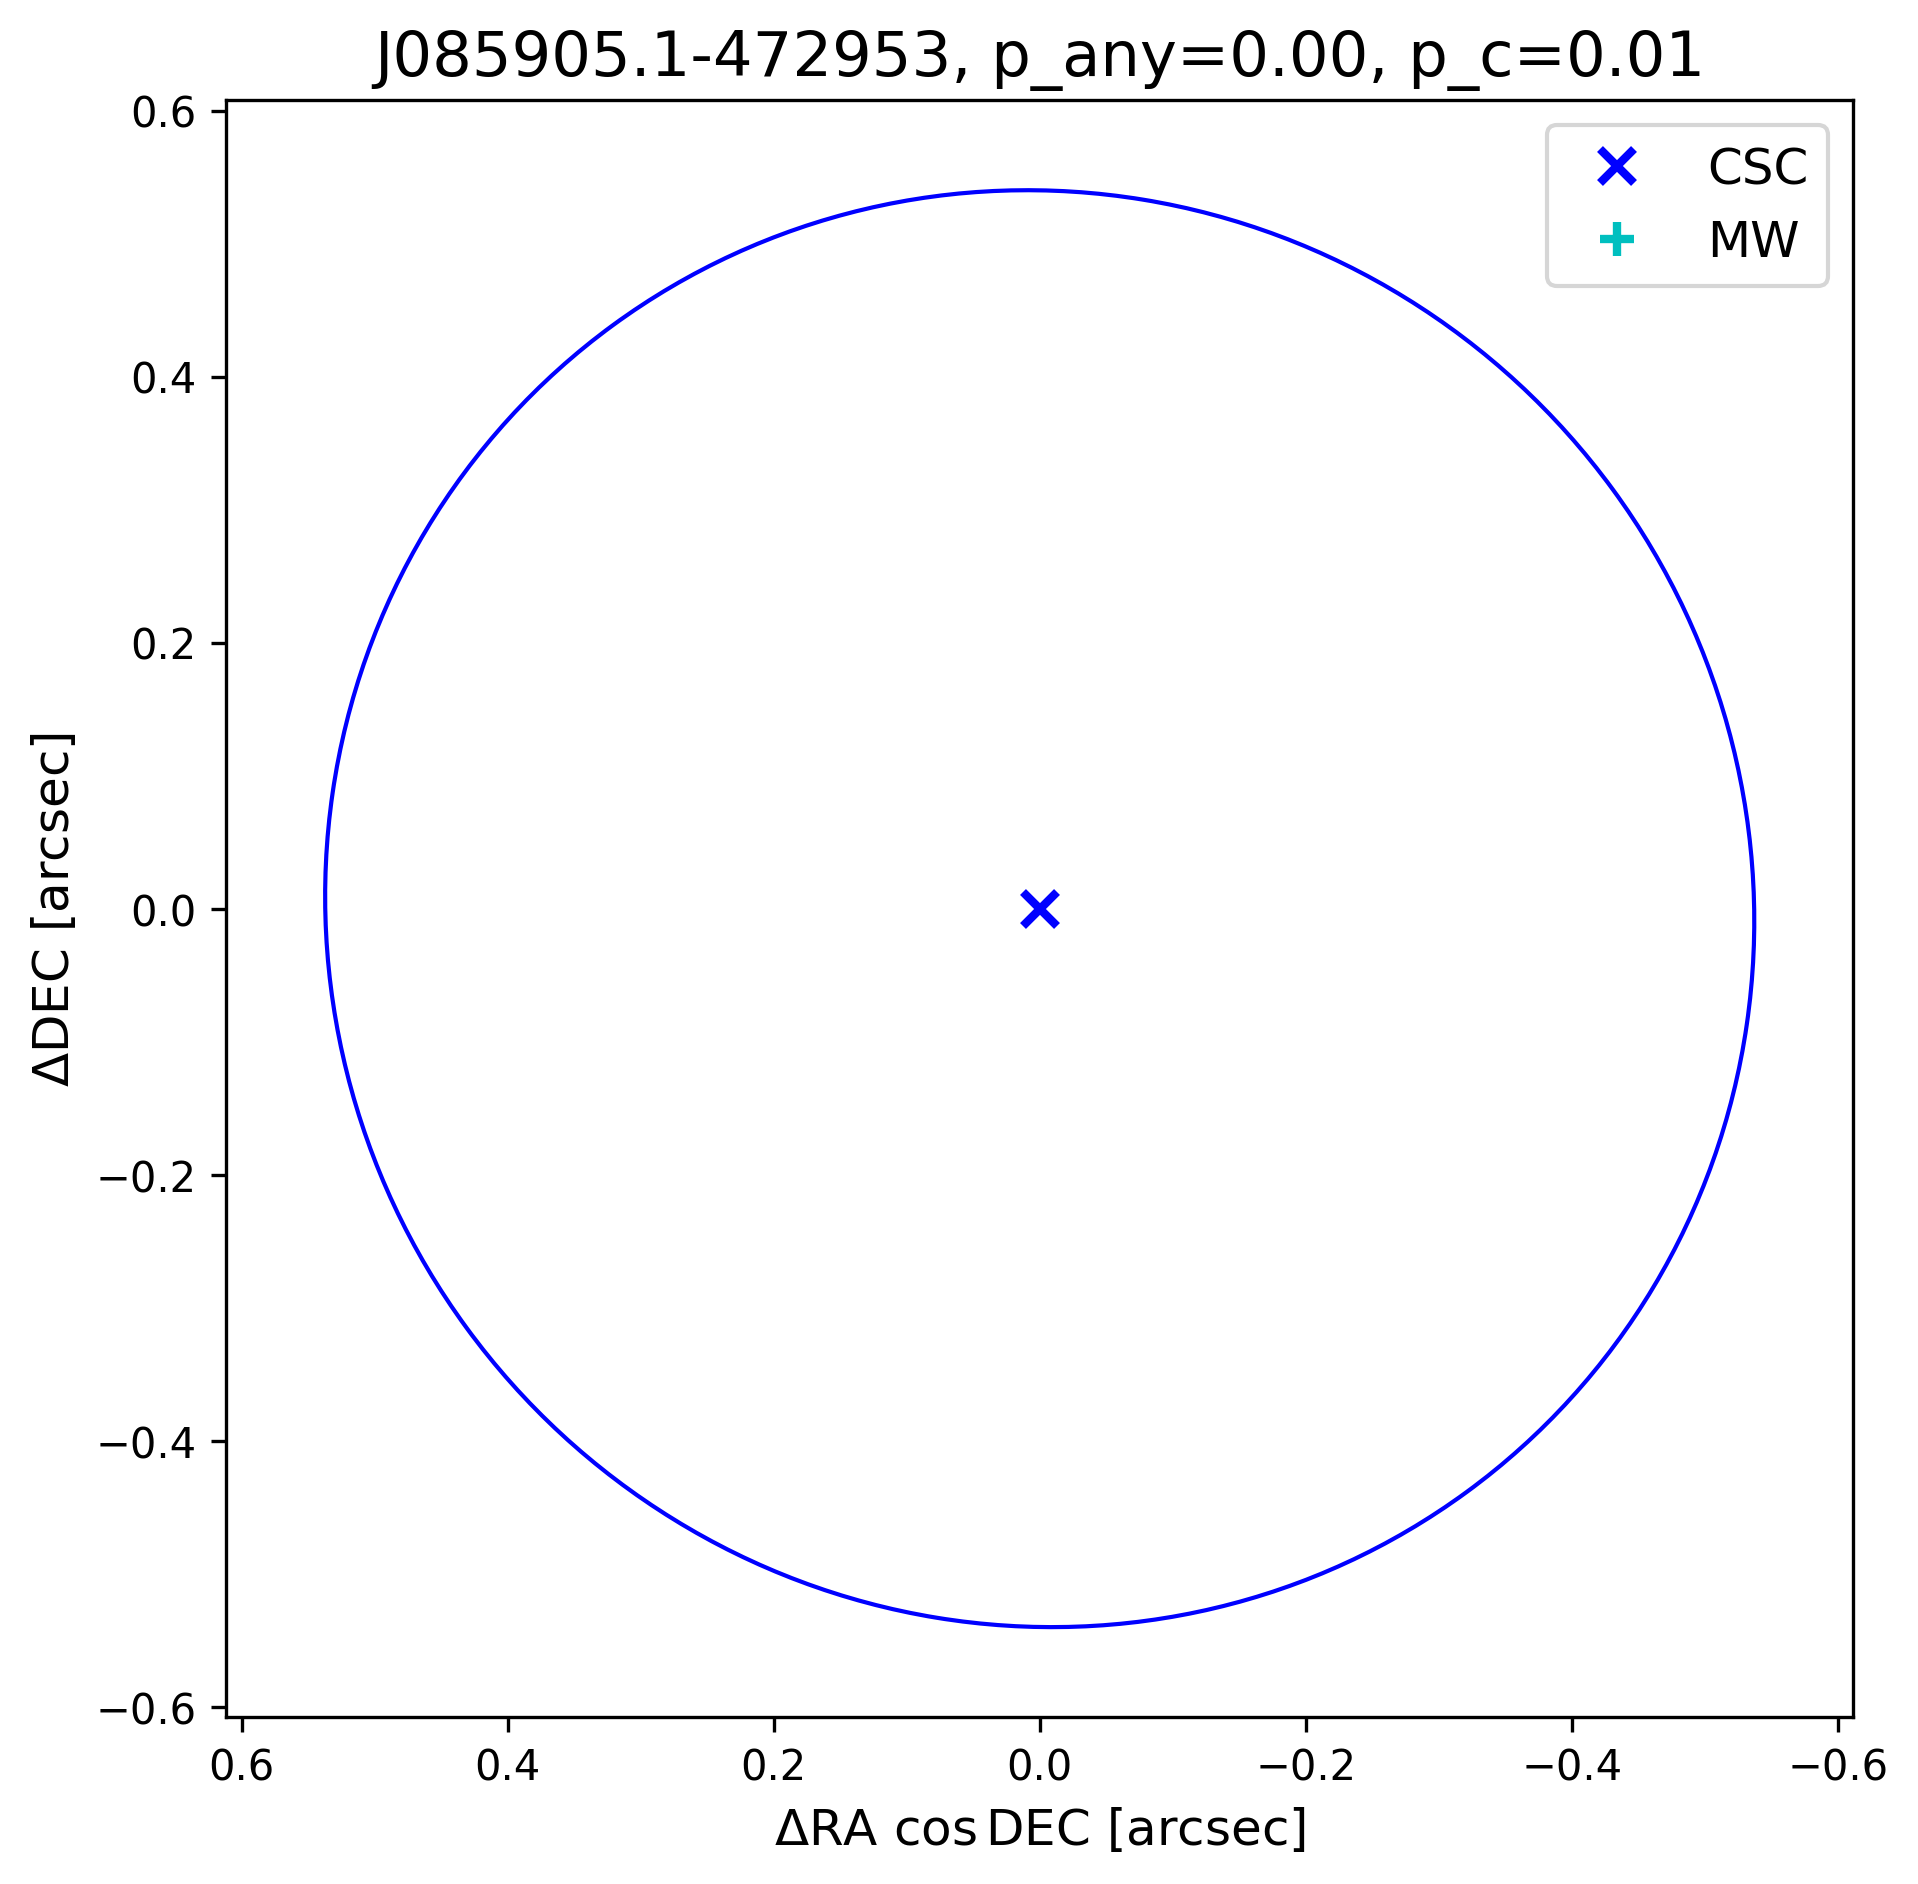 J085905.1-472953, p_any=0.00, p_c=0.01
CSC
MW
0.6
0.4
0.2
0.0
−0.2
−0.4
−0.6
ΔDEC [arcsec]
0.6 0.4 0.2 0.0 −0.2 −0.4 −0.6
ΔRA cos DEC [arcsec]